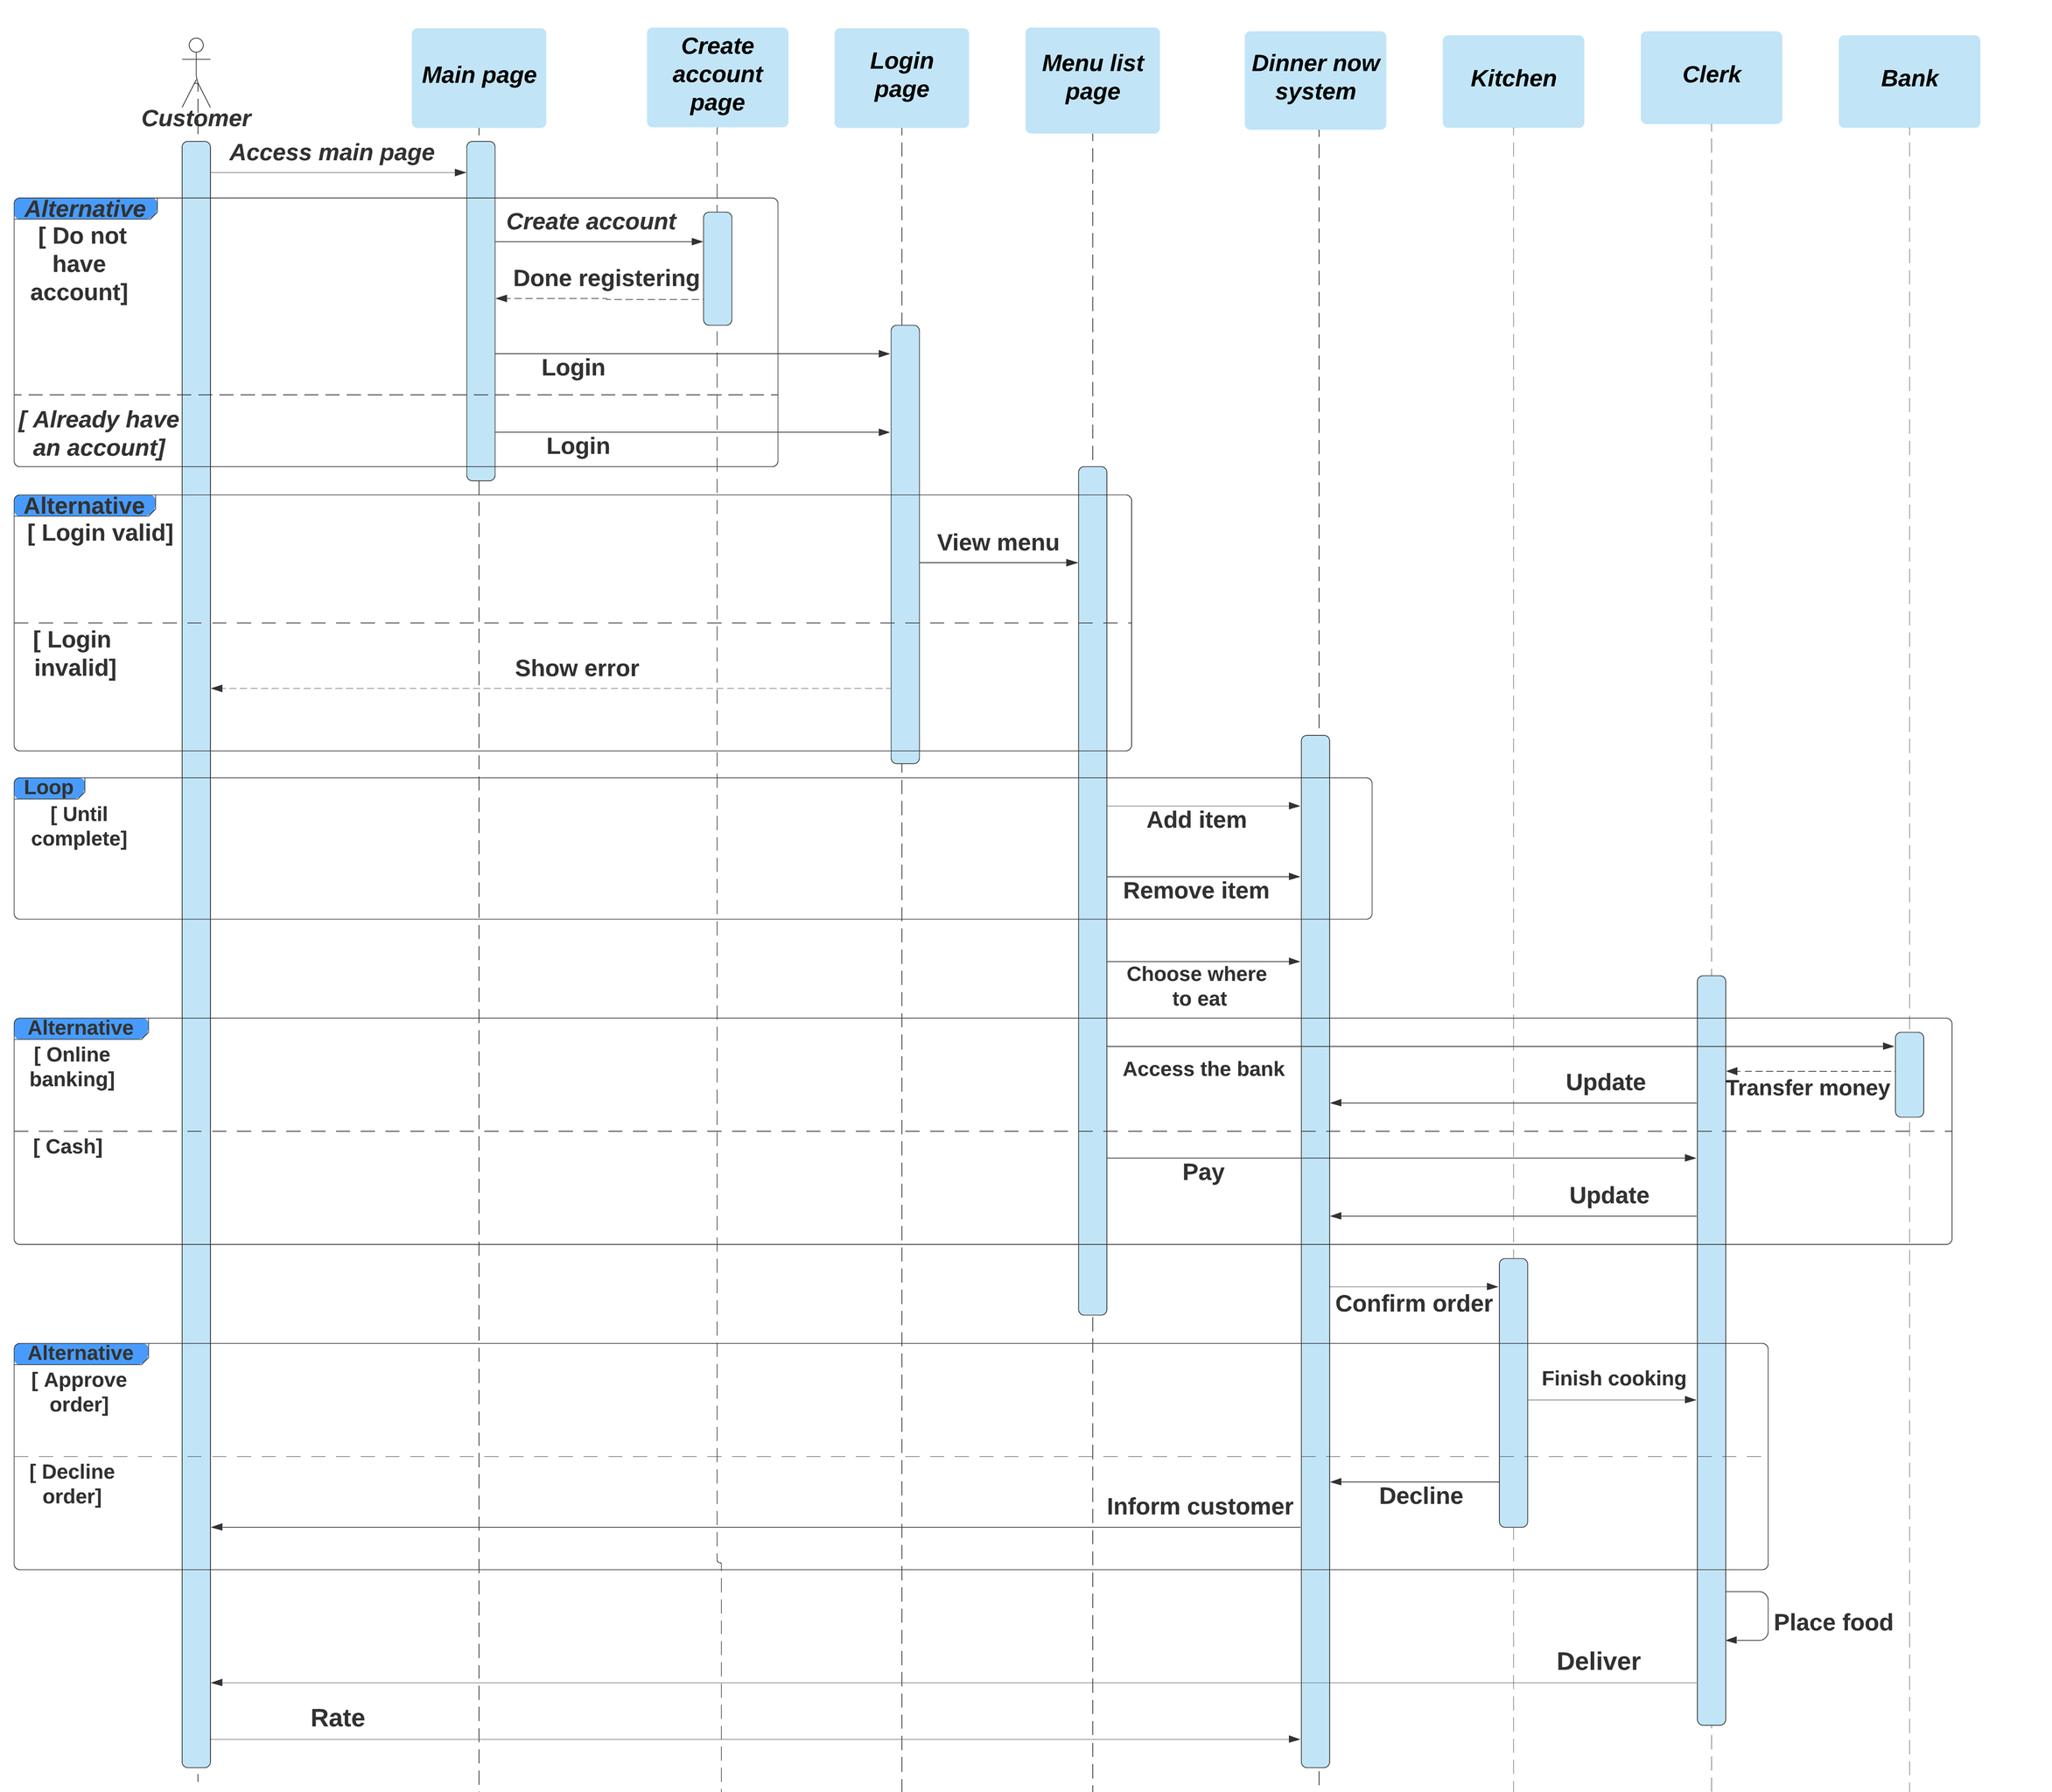 Customer
Main page
Create
account
page
Login
page
Menu list
page
Dinner now
system
Kitchen
Clerk
Bank
Access main page
Alternative
[ Do not
have
account]
Create account
Done registering
Login
[ Already have
an account]
Login
Alternative
[ Login valid]
View menu
[ Login
invalid]
Show error
Loop
[ Until
complete]
Add item
Remove item
Choose where
to eat
Alternative
[ Online
banking]
Access the bank
Transfer money
Update
[ Cash]
Pay
Update
Confirm order
Alternative
[ Approve
order]
Finish cooking
[ Decline
order]
Decline
Inform customer
Place food
Deliver
Rate